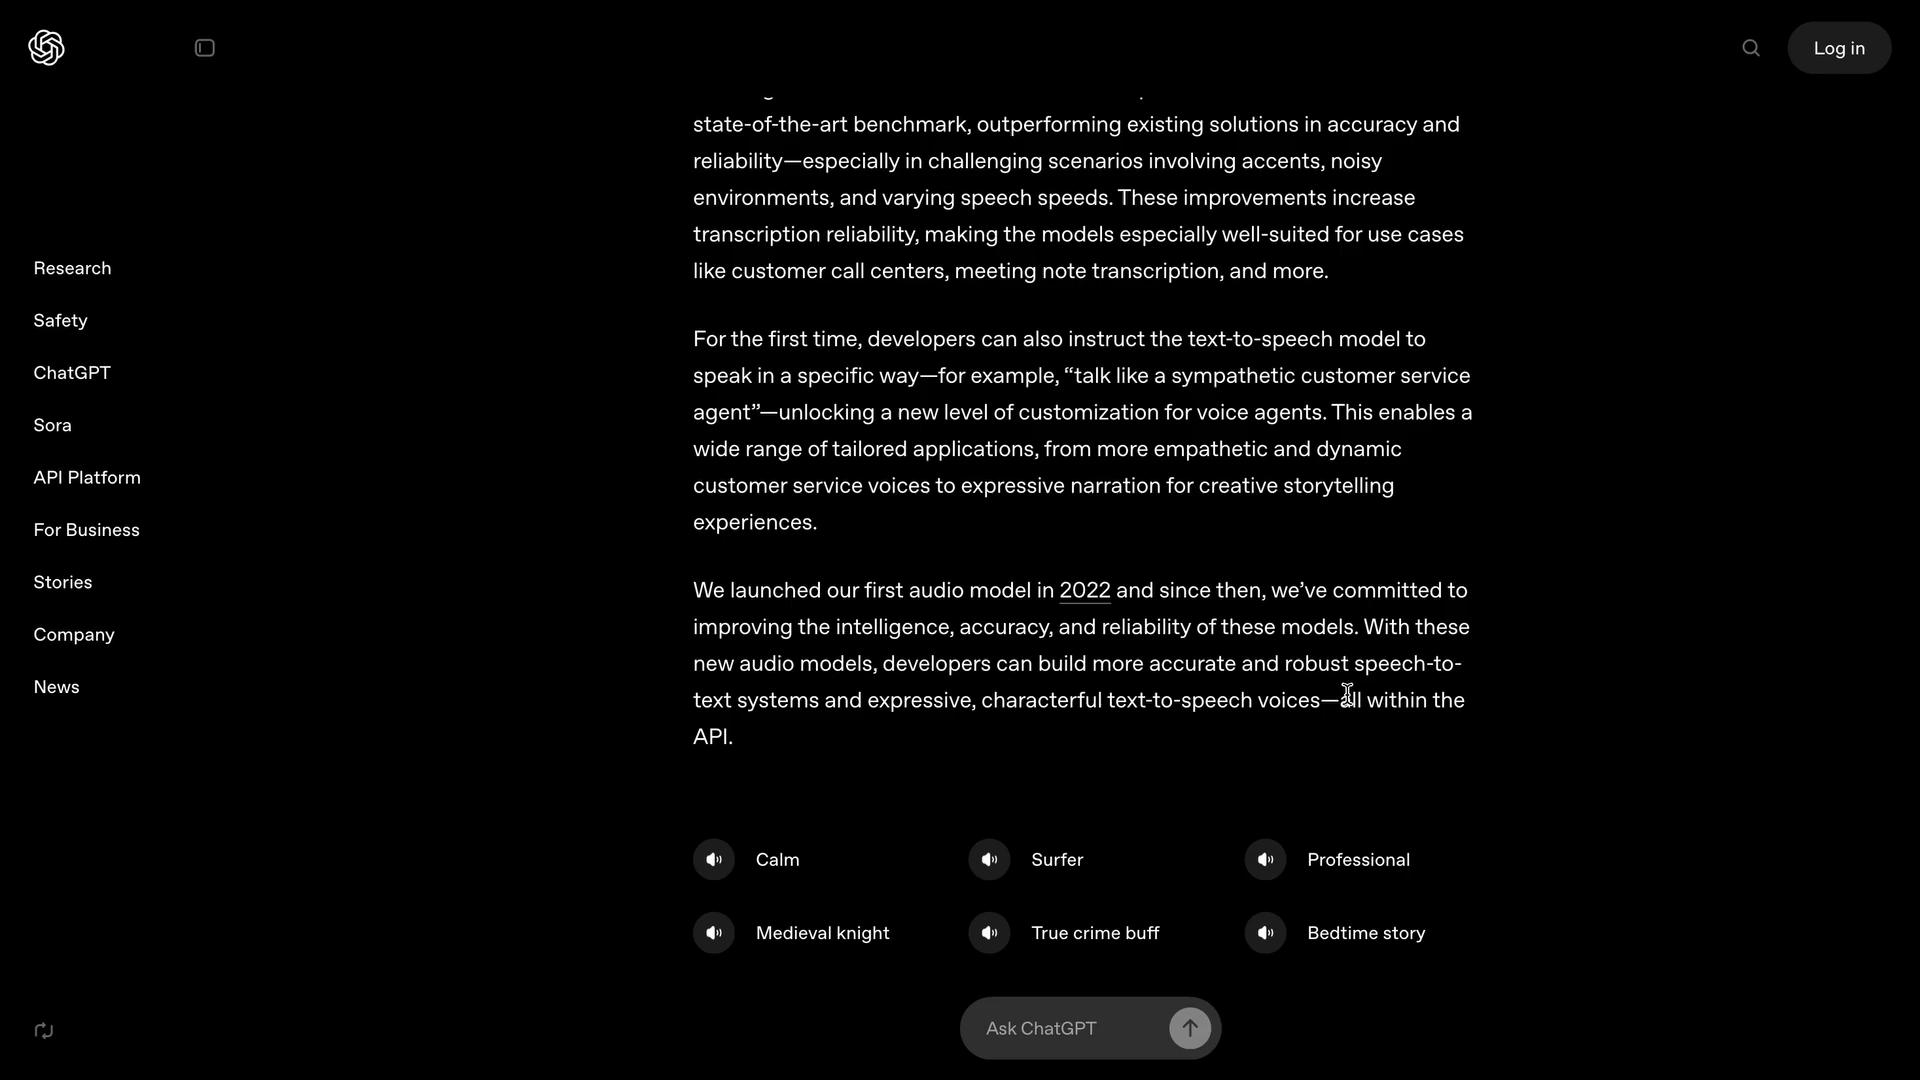 Log in
state-of-the-art benchmark, outperforming existing solutions in accuracy and
reliability—especially in challenging scenarios involving accents, noisy
environments, and varying speech speeds. These improvements increase
transcription reliability, making the models especially well-suited for use cases
like customer call centers, meeting note transcription, and more.
For the first time, developers can also instruct the text-to-speech model to
speak in a specific way—for example, “talk like a sympathetic customer service
agent”—unlocking a new level of customization for voice agents. This enables a
wide range of tailored applications, from more empathetic and dynamic
customer service voices to expressive narration for creative storytelling
experiences.
We launched our first audio model in 2022 and since then, we’ve committed to
improving the intelligence, accuracy, and reliability of these models. With these
new audio models, developers can build more accurate and robust speech-to-
text systems and expressive, characterful text-to-speech voices—all within the
API.
Research
Safety
ChatGPT
Sora
API Platform
For Business
Stories
Company
News
Calm
Surfer
Professional
Medieval knight
True crime buff
Bedtime story
Ask ChatGPT